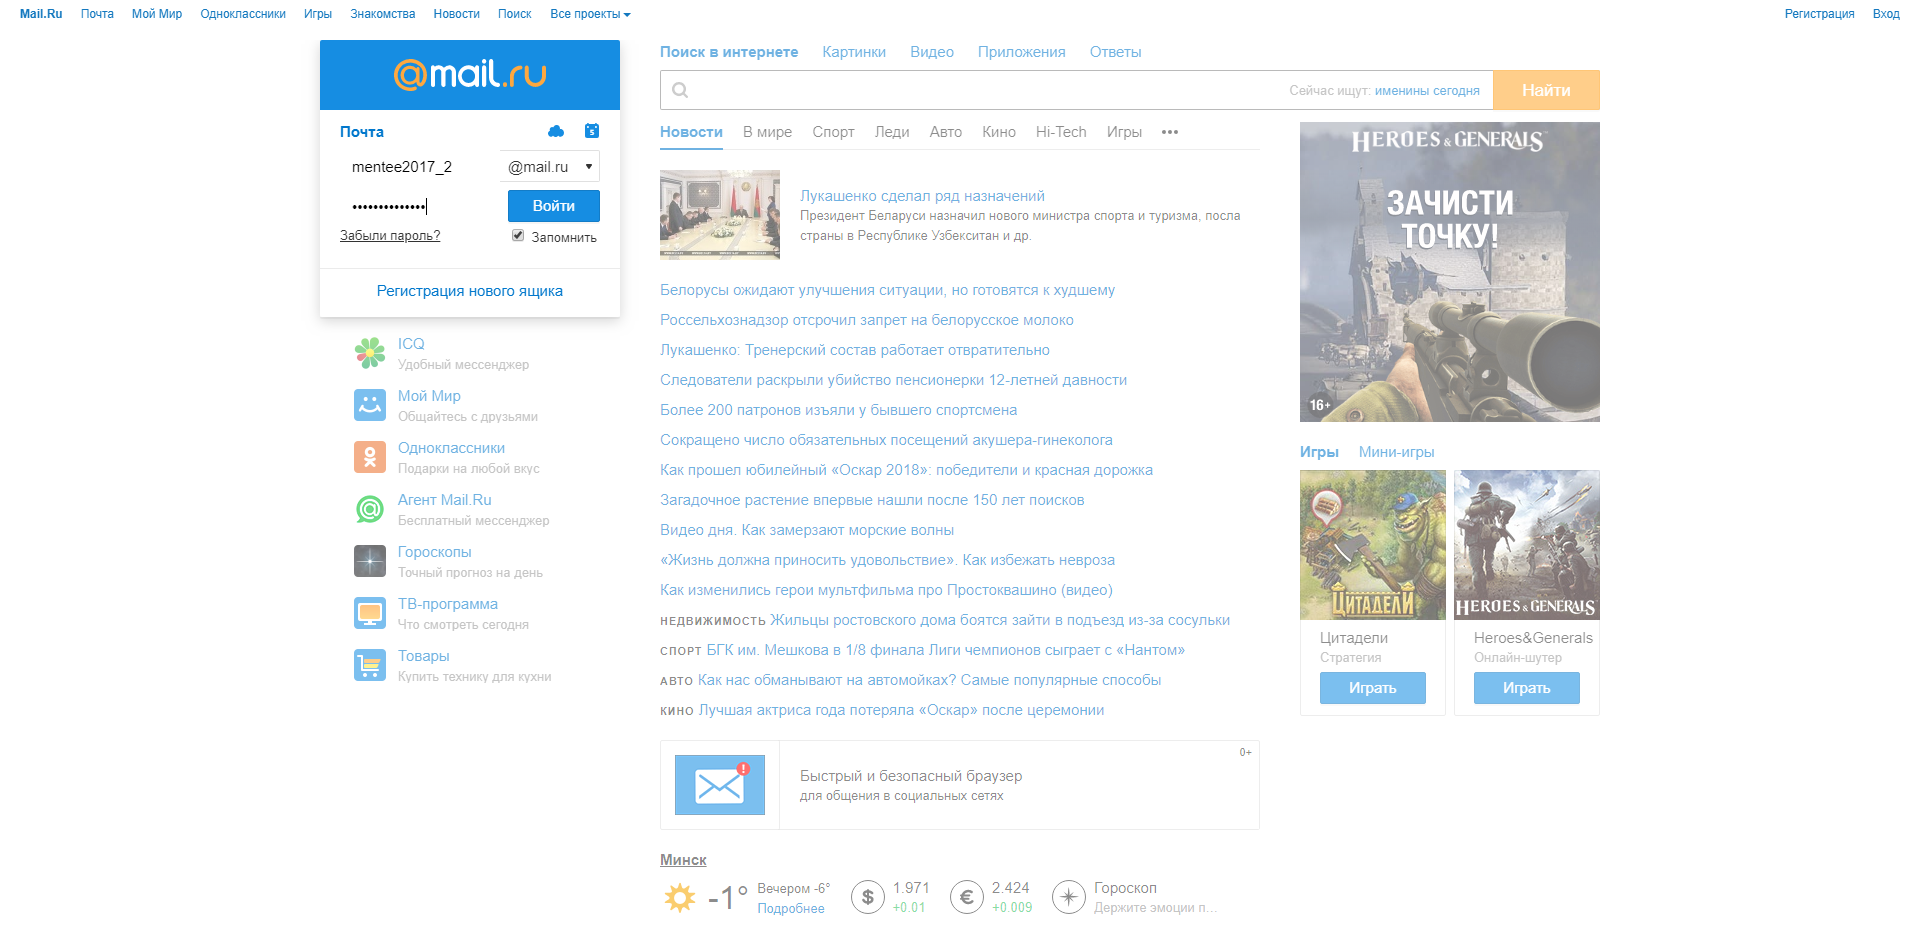 Mail.Ru Почта Мой Мир Одноклассники Игры Знакомства Новости Поиск Все проекты Регистрация Вход
@mail.ru
Почта
mentee2017_2 @mail.ru
•••••••••••••• Войти
Забыли пароль? Запомнить
Регистрация нового ящика
ICQ
Удобный мессенджер
Мой Мир
Общайтесь с друзьями
Одноклассники
Подарки на любой вкус
Агент Mail.Ru
Бесплатный мессенджер
Гороскопы
Точный прогноз на день
ТВ-программа
Что смотреть сегодня
Товары
Купить технику для кухни
Поиск в интернете Картинки Видео Приложения Ответы
Сейчас ищут: именины сегодня Найти
Новости В мире Спорт Леди Авто Кино Hi-Tech Игры •••
Лукашенко сделал ряд назначений
Президент Беларуси назначил нового министра спорта и туризма, посла
страны в Республике Узбекситан и др.
Белорусы ожидают улучшения ситуации, но готовятся к худшему
Россельхознадзор отсрочил запрет на белорусское молоко
Лукашенко: Тренерский состав работает отвратительно
Следователи раскрыли убийство пенсионерки 12-летней давности
Более 200 патронов изъяли у бывшего спортсмена
Сокращено число обязательных посещений акушера-гинеколога
Как прошел юбилейный «Оскар 2018»: победители и красная дорожка
Загадочное растение впервые нашли после 150 лет поисков
Видео дня. Как замерзают морские волны
«Жизнь должна приносить удовольствие». Как избежать невроза
Как изменились герои мультфильма про Простоквашино (видео)
НЕДВИЖИМОСТЬ Жильцы ростовского дома боятся зайти в подъезд из-за сосульки
СПОРТ БГК им. Мешкова в 1/8 финала Лиги чемпионов сыграет с «Нантом»
АВТО Как нас обманывают на автомойках? Самые популярные способы
КИНО Лучшая актриса года потеряла «Оскар» после церемонии
0+
Быстрый и безопасный браузер
для общения в социальных сетях
Минск
-1° Вечером -6° $ 1.971 € 2.424 Гороскоп
Подробнее +0.01 +0.009 Держите эмоции п...
HEROES & GENERALS
ЗАЧИСТИ
ТОЧКУ!
16+
Игры Мини-игры
ЦИТАДЕЛИ HEROES & GENERALS
Цитадели Heroes&Generals
Стратегия Онлайн-шутер
Играть Играть